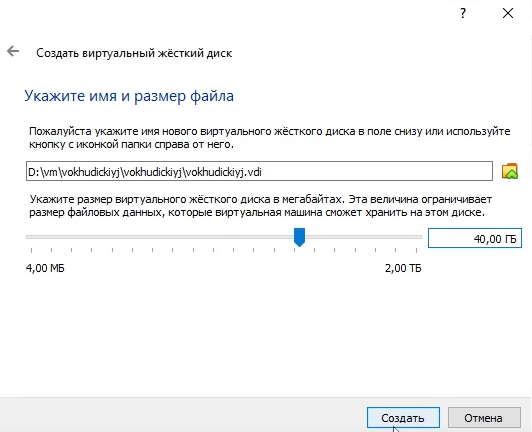 ?
Создать виртуальный жёсткий диск
Укажите имя и размер файла
Пожалуйста укажите имя нового виртуального жёсткого диска в поле снизу или используйте
кнопку с иконкой папки справа от него.
D:\vm\vokhudickiyj\vokhudickiyj\vokhudickiyj.vdi
Укажите размер виртуального жёсткого диска в мегабайтах. Эта величина ограничивает
размер файловых данных, которые виртуальная машина сможет хранить на этом диске.
40,00 ГБ
4,00 МБ 2,00 ТБ
Создать Отмена